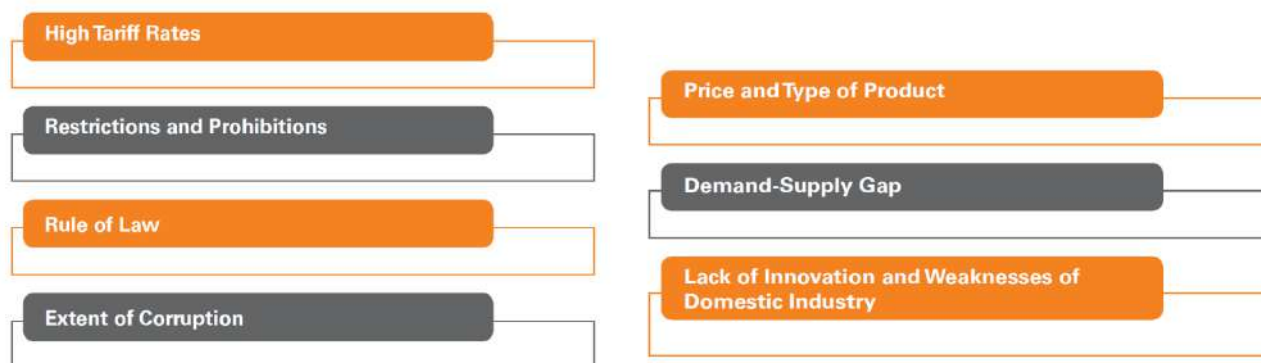 High Tariff Rates
Restrictions and Prohibitions
Rule of Law
Extent of Corruption
Price and Type of Product
Demand-Supply Gap
Lack of Innovation and Weaknesses of
Domestic Industry